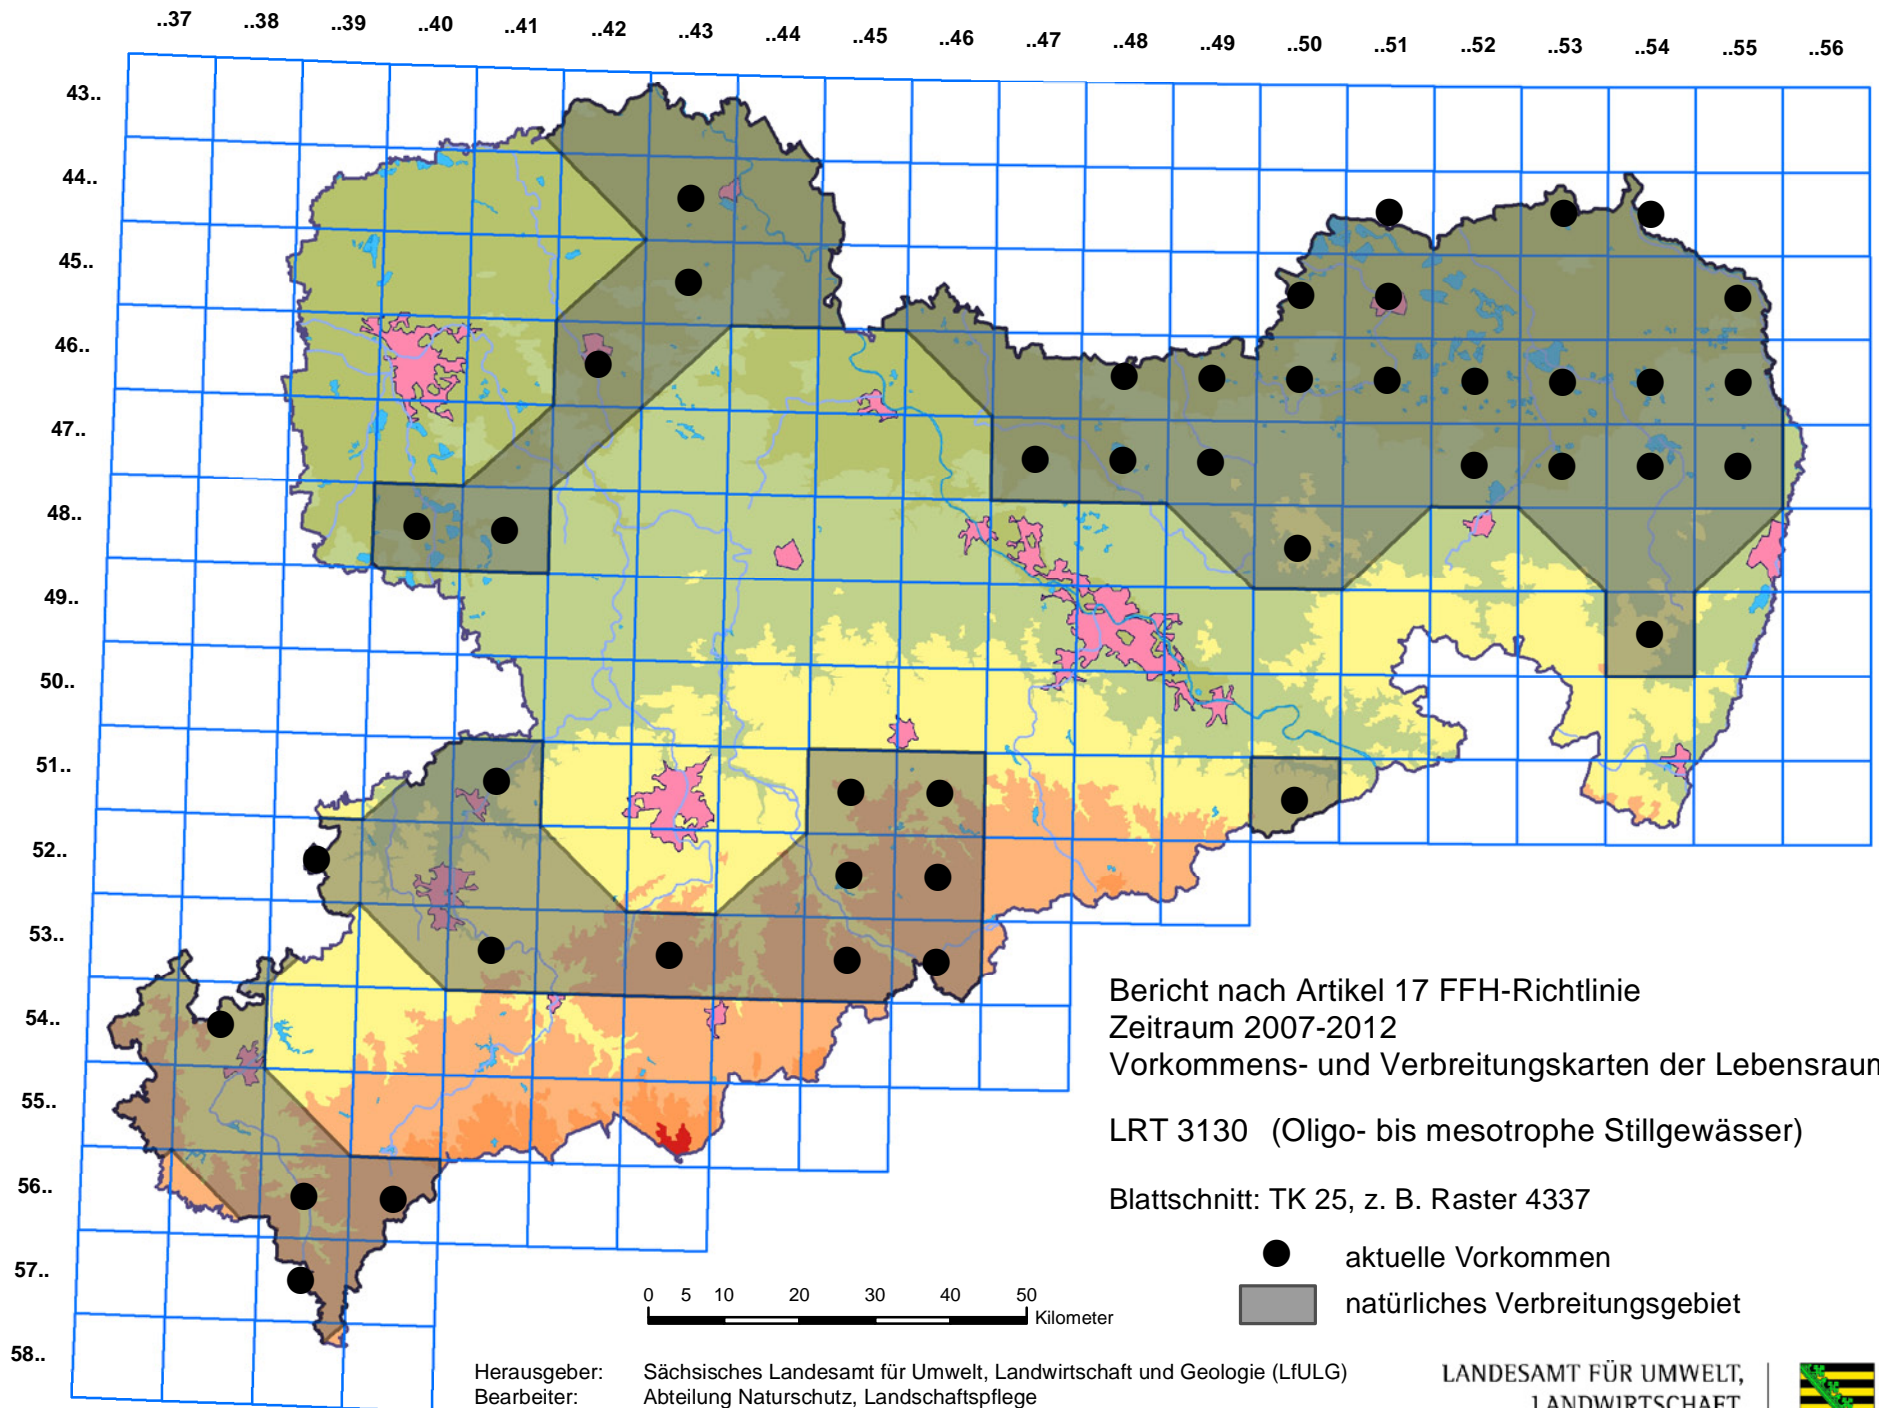 ..37 ..38 ..39 ..40 ..41 ..42 ..43 ..44 ..45 ..46 ..47 ..48 ..49 ..50 ..51 ..52 ..53 ..54 ..55 ..56
43..
44..
45..
46..
47..
48..
49..
50..
51..
52..
53..
54..
55..
56..
57..
58..
Bericht nach Artikel 17 FFH-Richtlinie
Zeitraum 2007-2012
Vorkommens- und Verbreitungskarten der Lebensraum
LRT 3130 (Oligo- bis mesotrophe Stillgewässer)
Blattschnitt: TK 25, z. B. Raster 4337
aktuelle Vorkommen
natürliches Verbreitungsgebiet
0 5 10 20 30 40 50
Kilometer
Herausgeber: Sächsisches Landesamt für Umwelt, Landwirtschaft und Geologie (LfULG)
Bearbeiter: Abteilung Naturschutz, Landschaftspflege
LANDESAMT FÜR UMWELT,
LANDWIRTSCHAFT